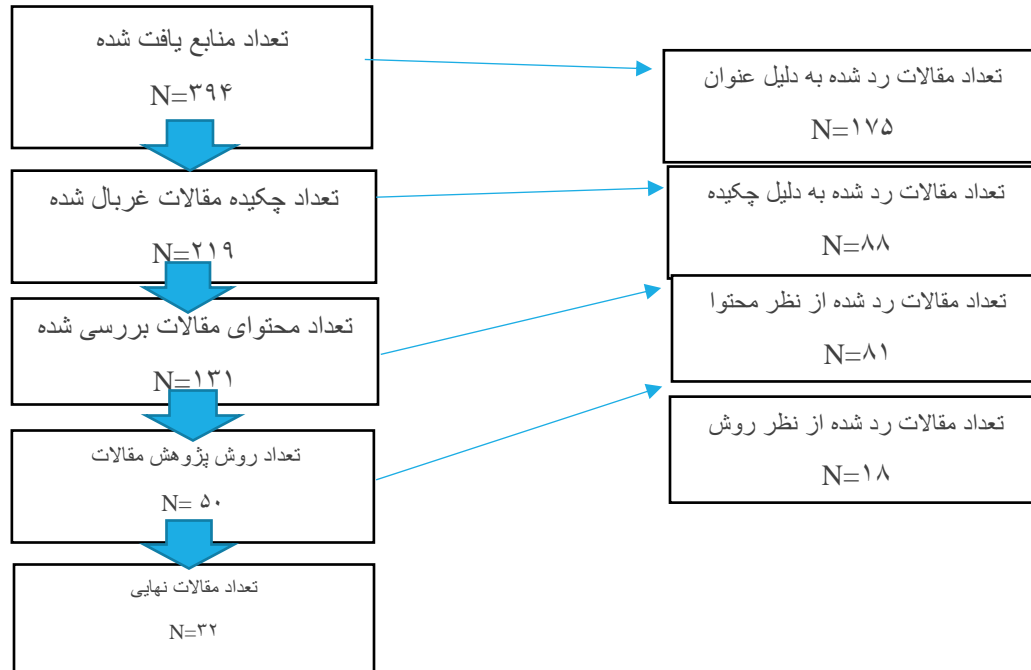 تعداد منابع یافت شده
N=۳۹۴
تعداد مقالات رد شده به دلیل عنوان
N=۱۷۵
تعداد چکیده مقالات غربال شده
N=۲۱۹
تعداد مقالات رد شده به دلیل چکیده
N=۸۸
تعداد محتوای مقالات بررسی شده
N=۱۳۱
تعداد مقالات رد شده از نظر محتوا
N=۸۱
تعداد روش پژوهش مقالات
N= ۵۰
تعداد مقالات رد شده از نظر روش
N=۱۸
تعداد مقالات نهایی
N=۳۲